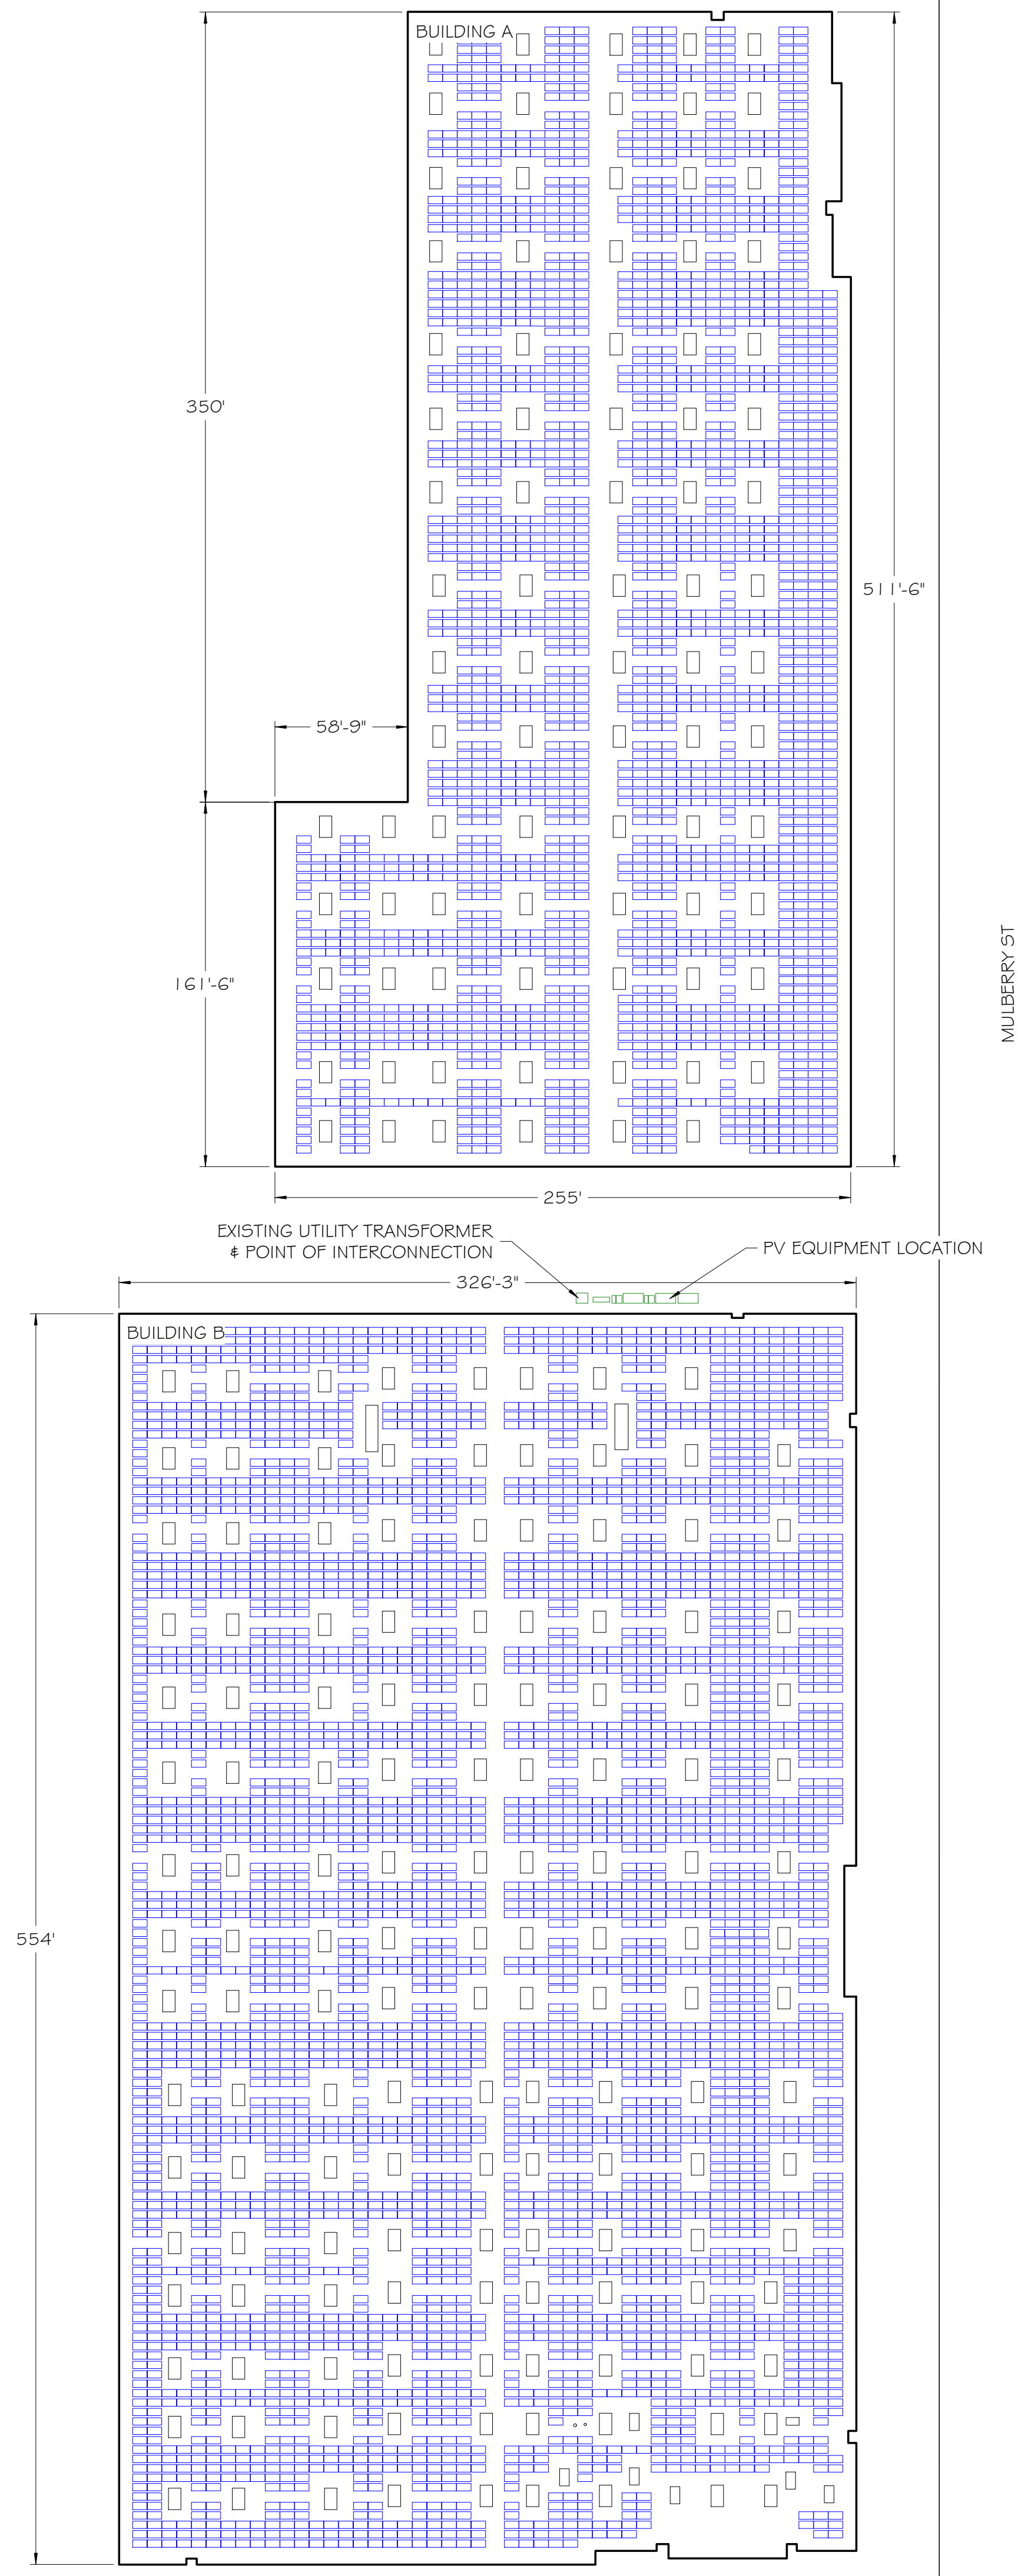 BUILDING A
350'
511'-6"
58'-9"
MULBERRY ST
161'-6"
255'
EXISTING UTILITY TRANSFORMER
& POINT OF INTERCONNECTION
PV EQUIPMENT LOCATION
326'-3"
BUILDING B
554'